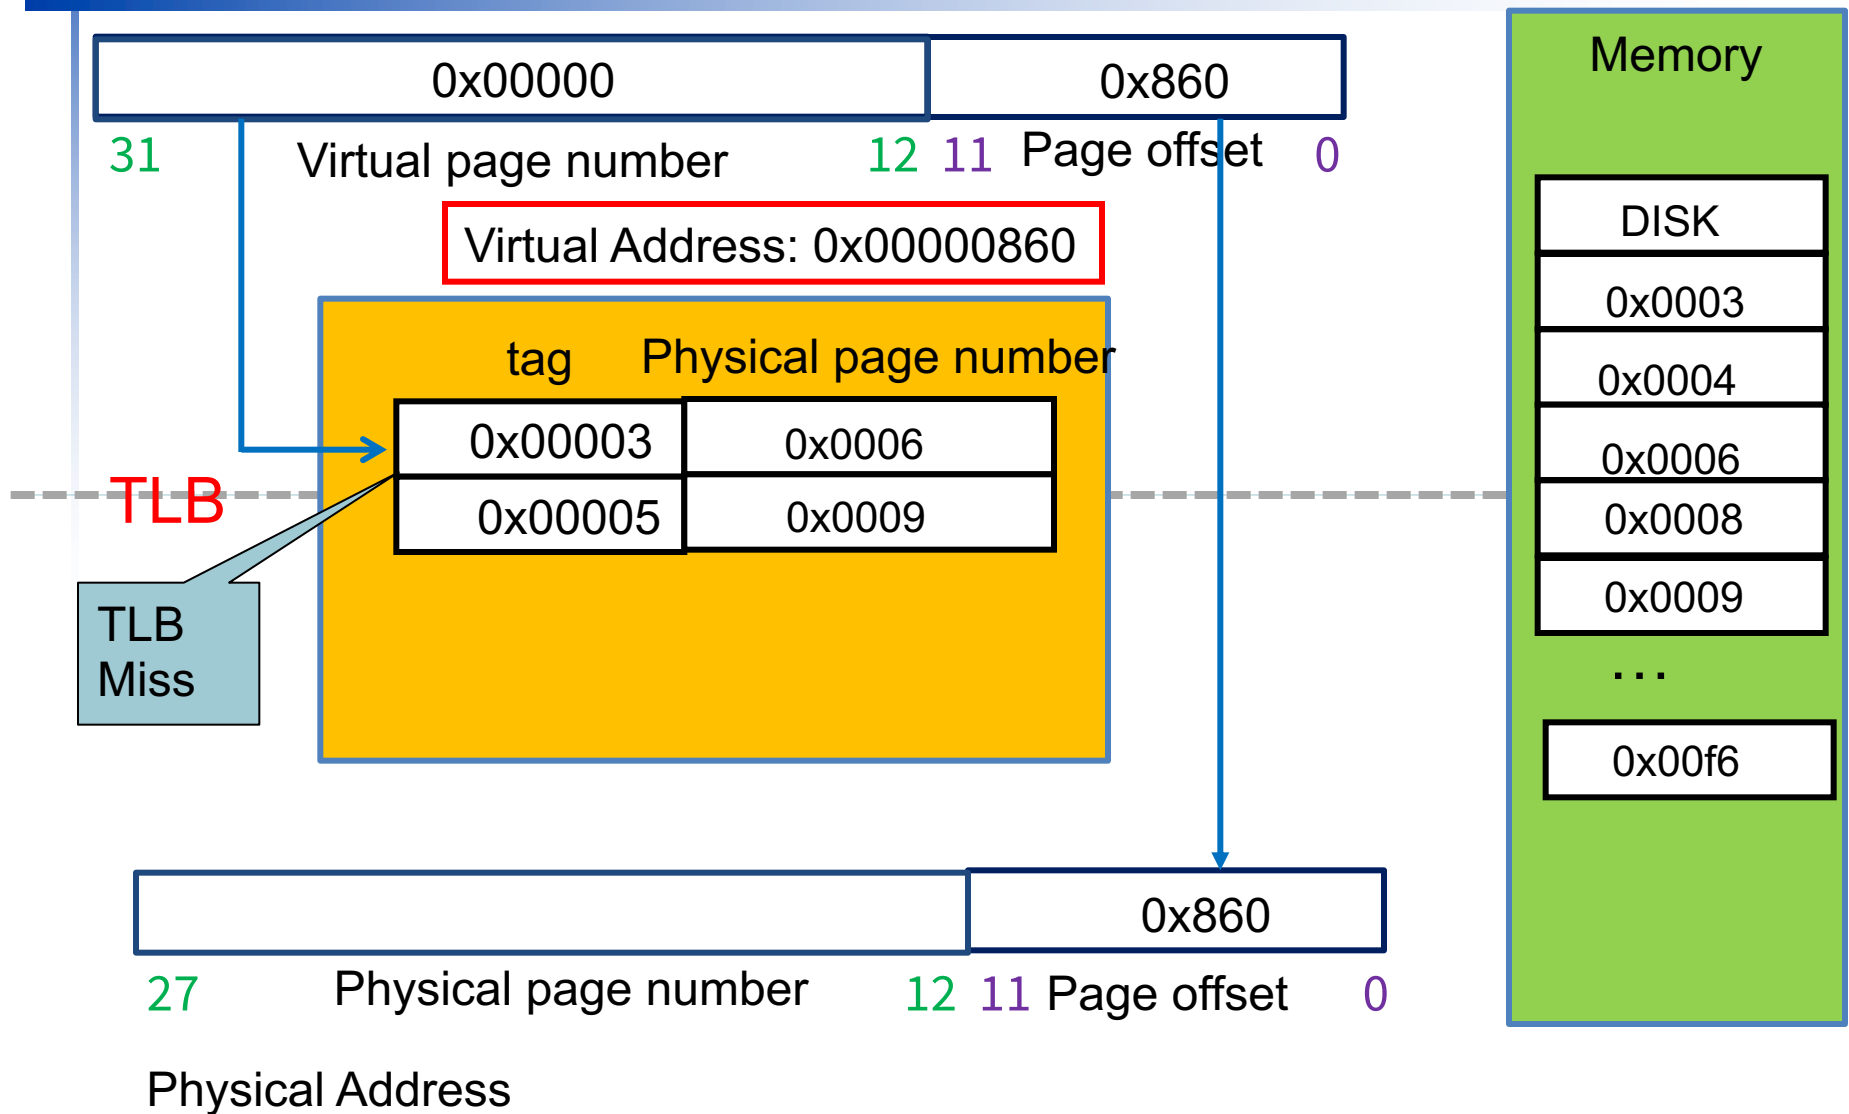 0x00000 0x860
31 Virtual page number 12 11 Page offset 0
Virtual Address: 0x00000860
tag Physical page number
0x00003 0x0006
0x00005 0x0009
TLB
TLB
Miss
0x860
27 Physical page number 12 11 Page offset 0
Physical Address
Memory
DISK
0x0003
0x0004
0x0006
0x0008
0x0009
...
0x00f6